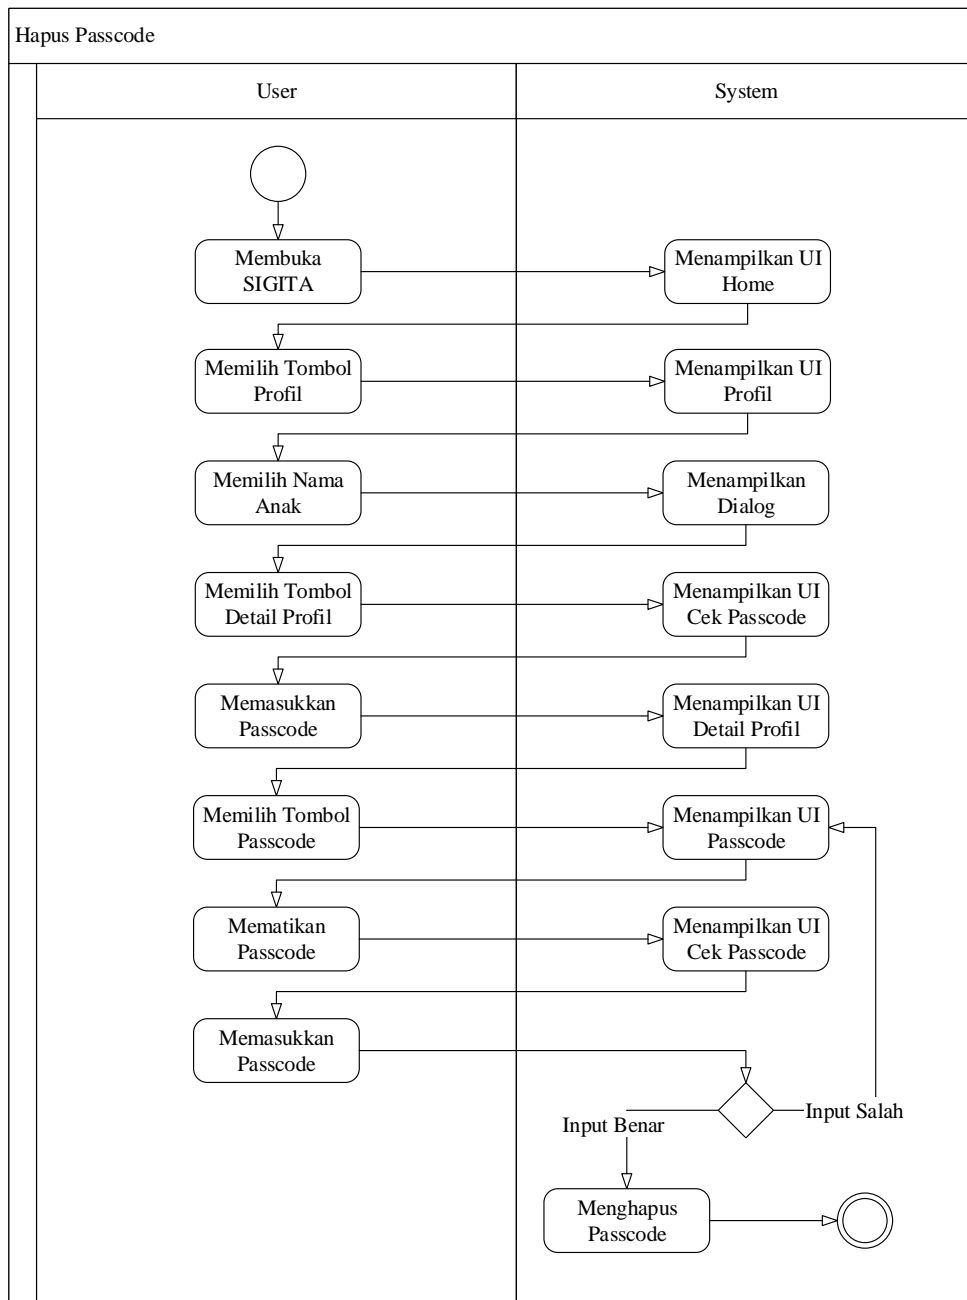 Hapus Passcode
User
System
Membuka
SIGITA
Menampilkan UI
Home
Memilih Tombol
Profil
Menampilkan UI
Profil
Memilih Nama
Anak
Menampilkan
Dialog
Memilih Tombol
Detail Profil
Menampilkan UI
Cek Passcode
Memasukkan
Passcode
Menampilkan UI
Detail Profil
Memilih Tombol
Passcode
Menampilkan UI
Passcode
Mematikan
Passcode
Menampilkan UI
Cek Passcode
Memasukkan
Passcode
Input Salah
Input Benar
Menghapus
Passcode